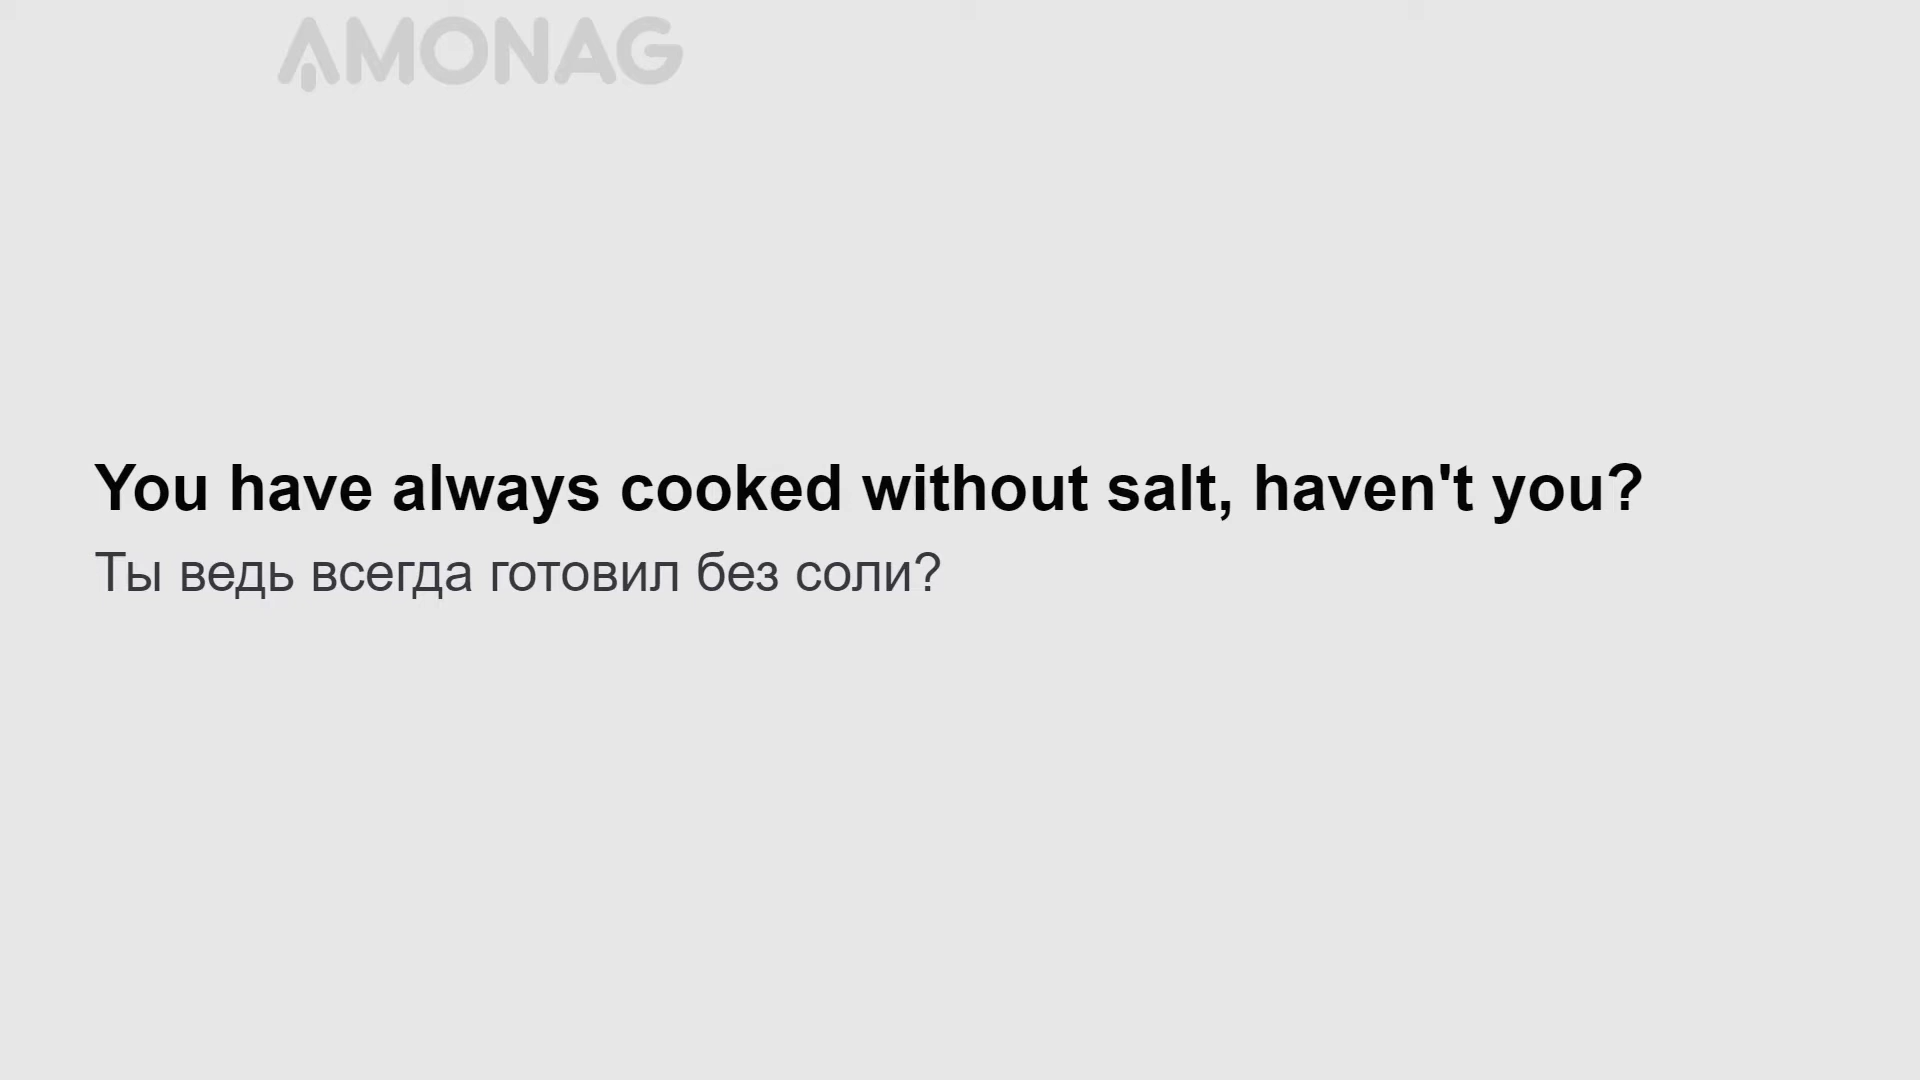 AMONAG
You have always cooked without salt, haven't you?
Ты ведь всегда готовил без соли?